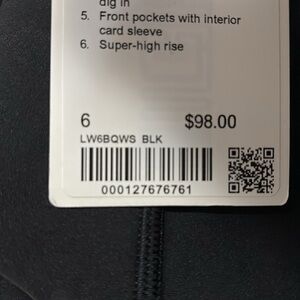 dig in
5. Front pockets with interior
card sleeve
6. Super-high rise
6 $98.00
LW6BQWS BLK
000127676761